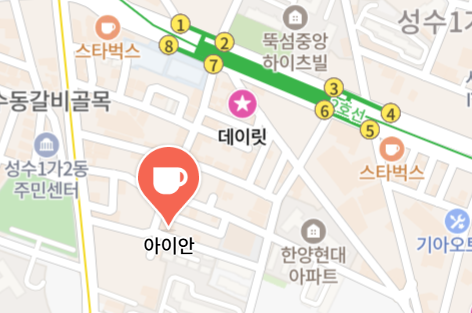 성수1가
1
2
8
7
스타벅스
뚝섬중앙
하이츠빌
3
4
6
5
2호선
수동갈비골목
데이릿
스타벅스
성수1가2동
주민센터
아이안
한양현대
아파트
기아오토